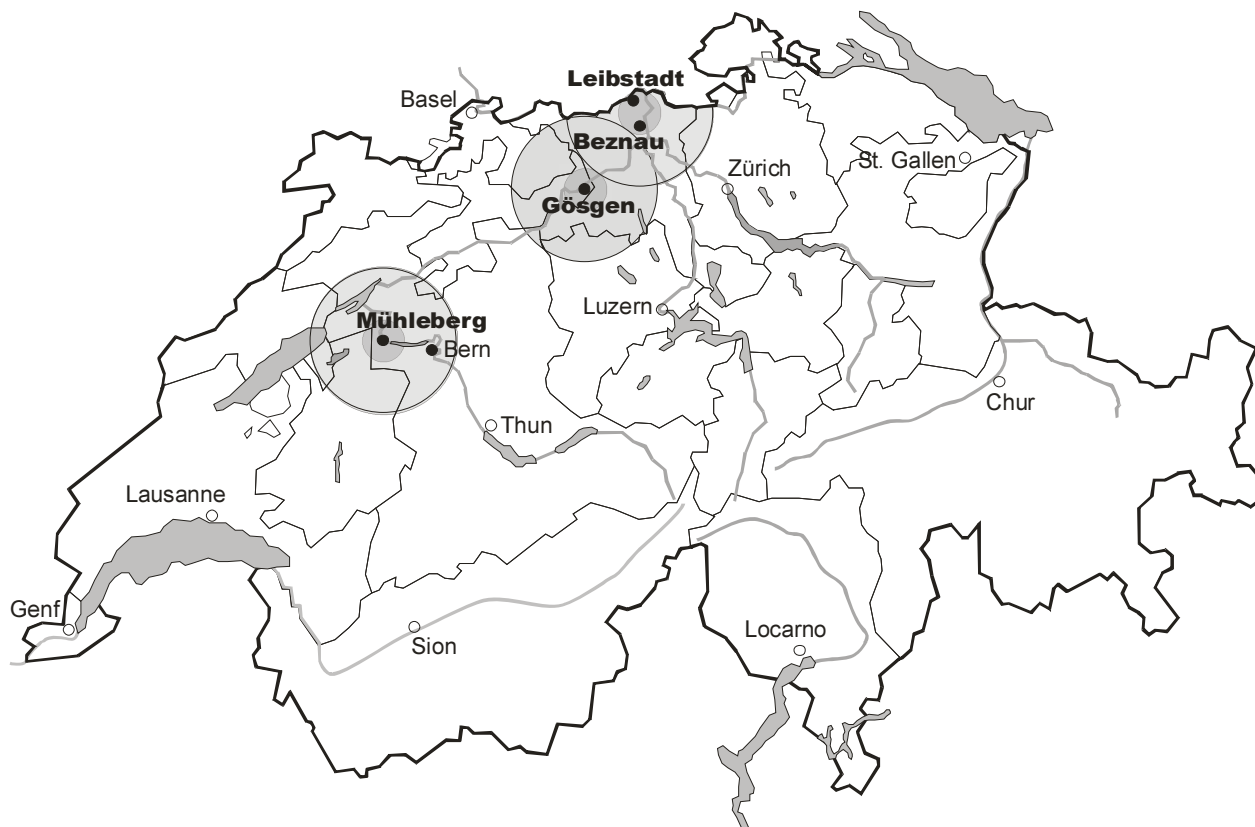 Leibstadt
Basel
Beznau
St. Gallen
Zürich
Gösgen
Luzern
Mühleberg
Bern
Chur
Thun
Lausanne
Genf
Locarno
Sion